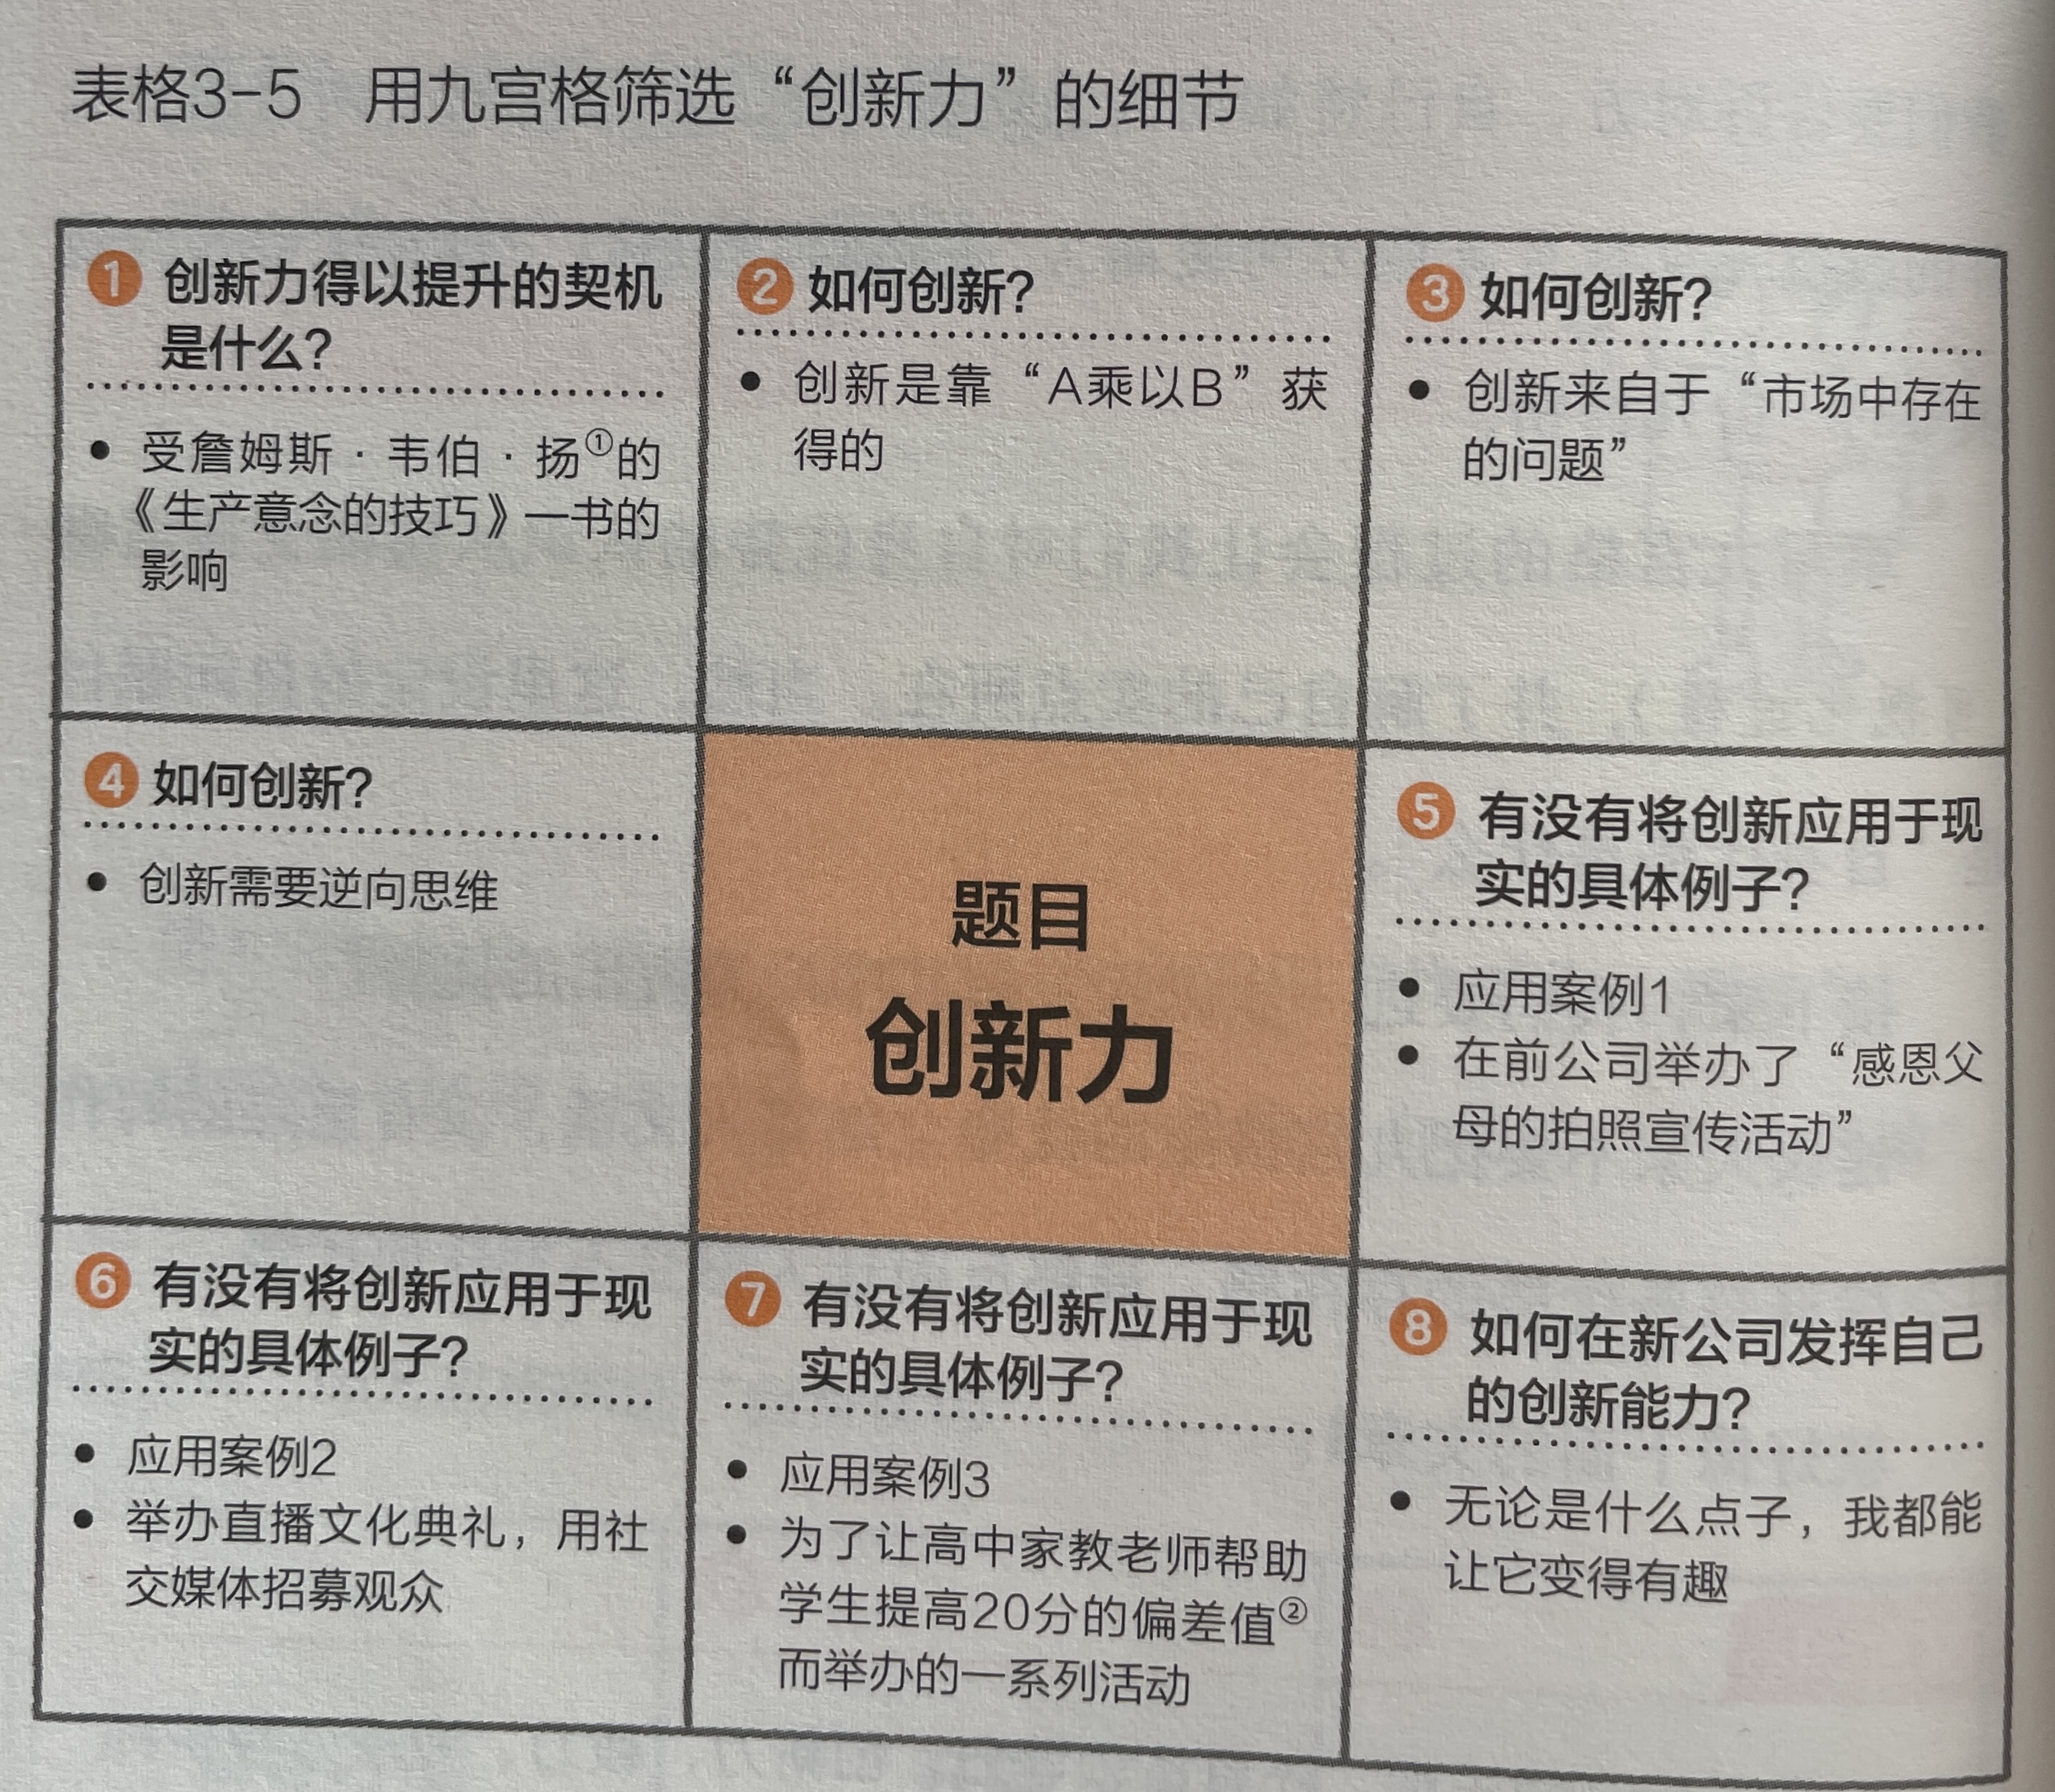 表格3-5 用九宫格筛选“创新力”的细节
① 创新力得以提升的契机
是什么?
• 受詹姆斯·韦伯·扬①的
《生产意念的技巧》一书的
影响
② 如何创新?
• 创新是靠“A乘以B”获
得的
③ 如何创新?
• 创新来自于“市场中存在
的问题”
④ 如何创新?
• 创新需要逆向思维
题目
创新力
⑤ 有没有将创新应用于现
实的具体例子?
• 应用案例1
• 在前公司举办了“感恩父
母的拍照宣传活动”
⑥ 有没有将创新应用于现
实的具体例子?
• 应用案例2
• 举办直播文化典礼，用社
交媒体招募观众
⑦ 有没有将创新应用于现
实的具体例子?
• 应用案例3
• 为了让高中家教老师帮助
学生提高20分的偏差值②
而举办的一系列活动
⑧ 如何在新公司发挥自己
的创新能力?
• 无论是什么点子，我都能
让它变得有趣